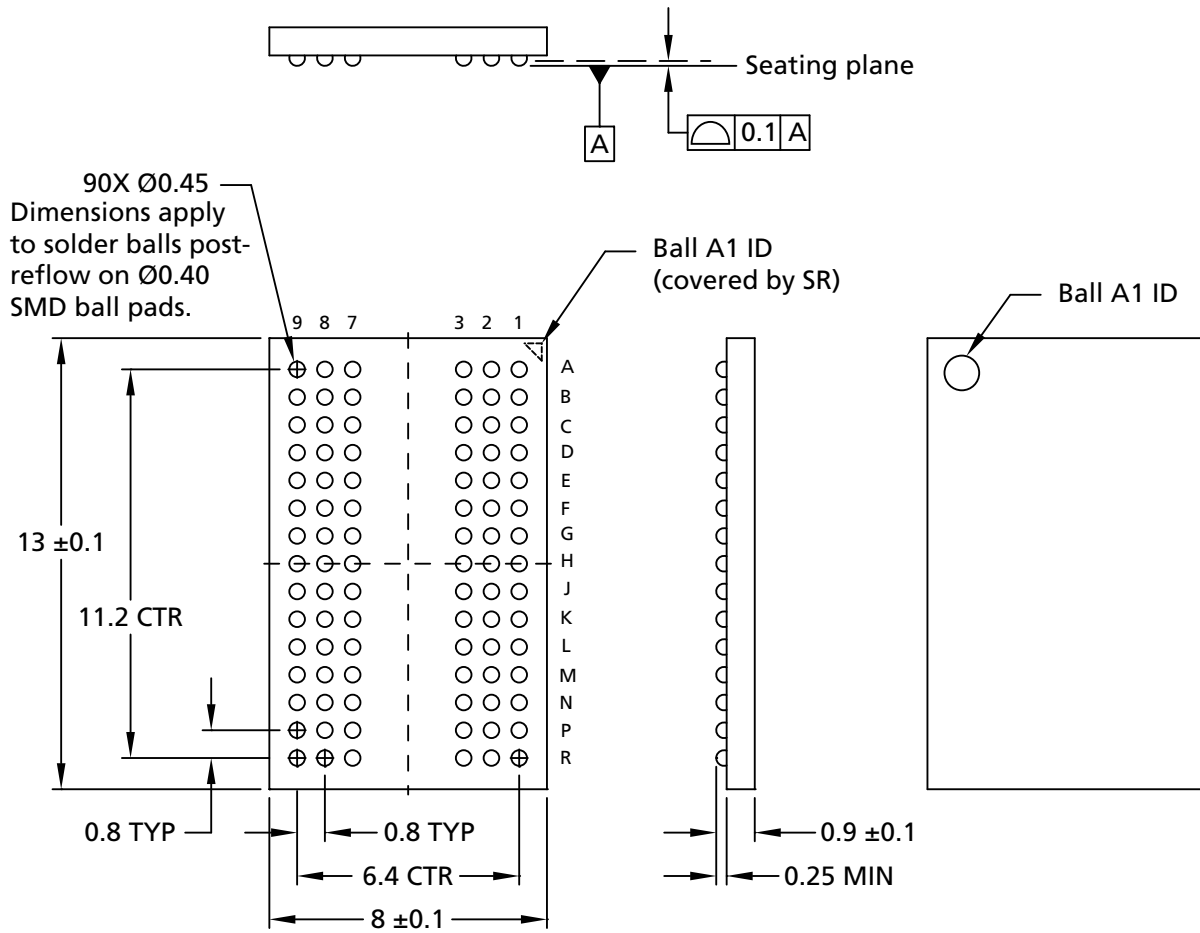 Seating plane
A
0.1 A
90X Ø0.45
Dimensions apply
to solder balls post-
reflow on Ø0.40
SMD ball pads.
Ball A1 ID
(covered by SR)
Ball A1 ID
9 8 7 3 2 1
A
B
C
D
E
F
G
H
J
K
L
M
N
P
R
13 ±0.1
11.2 CTR
0.8 TYP
0.8 TYP
6.4 CTR
8 ±0.1
0.9 ±0.1
0.25 MIN